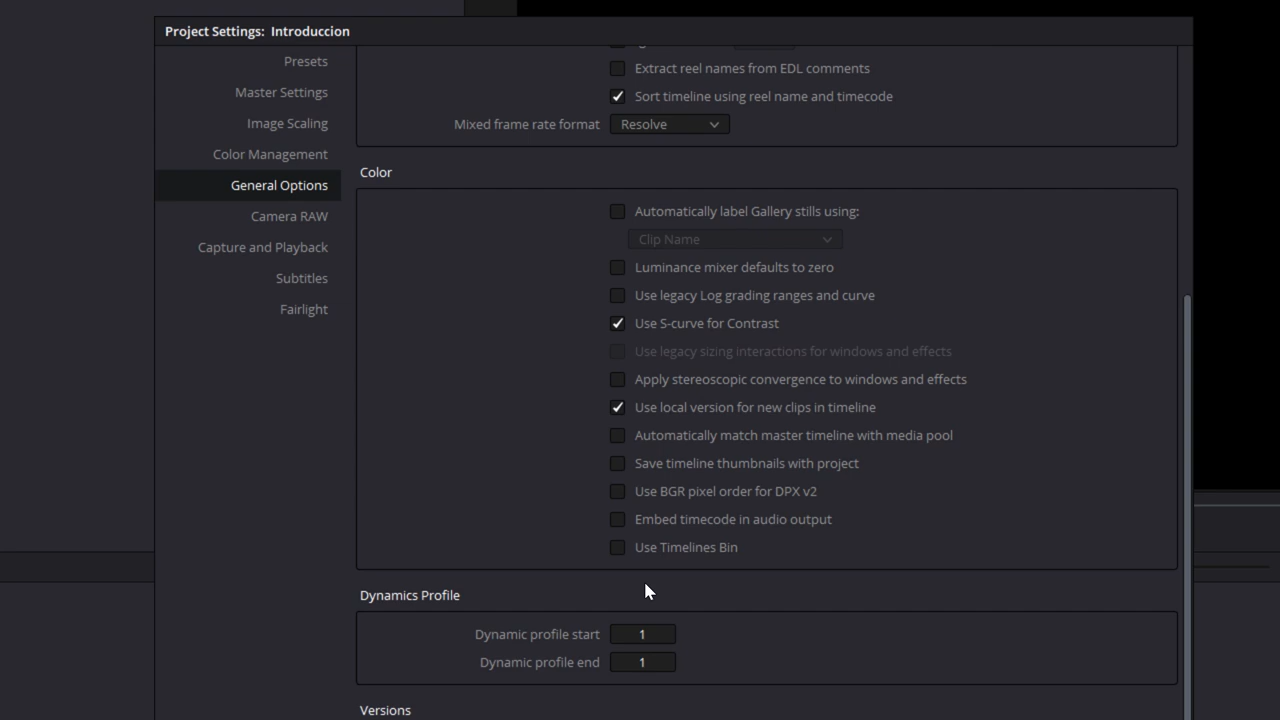 Project Settings: Introduccion
Presets
Master Settings
Image Scaling
Color Management
General Options
Camera RAW
Capture and Playback
Subtitles
Fairlight
Extract reel names from EDL comments
Sort timeline using reel name and timecode
Mixed frame rate format Resolve
Color
Automatically label Gallery stills using:
Clip Name
Luminance mixer defaults to zero
Use legacy Log grading ranges and curve
Use S-curve for Contrast
Use legacy sizing interactions for windows and effects
Apply stereoscopic convergence to windows and effects
Use local version for new clips in timeline
Automatically match master timeline with media pool
Save timeline thumbnails with project
Use BGR pixel order for DPX v2
Embed timecode in audio output
Use Timelines Bin
Dynamics Profile
Dynamic profile start 1
Dynamic profile end 1
Versions